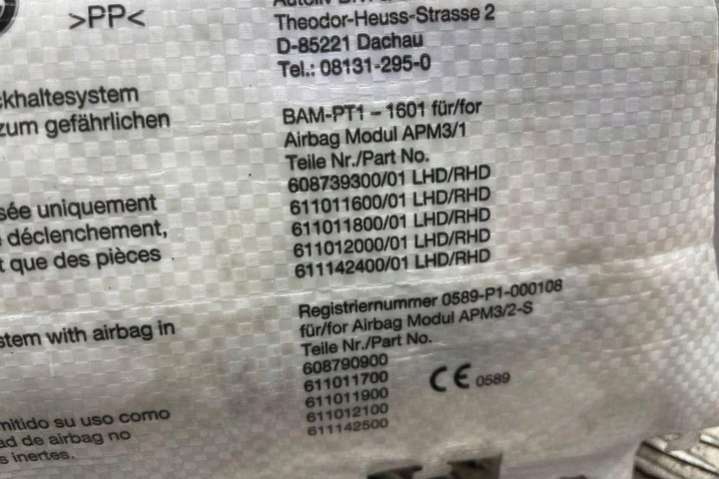 >PP<
Theodor-Heuss-Strasse 2
D-85221 Dachau
Tel.: 08131-295-0
khaltesystem
zum gefährlichen
BAM-PT1 – 1601 für/for
Airbag Modul APM3/1
Teile Nr./Part No.
608739300/01 LHD/RHD
611011600/01 LHD/RHD
611011800/01 LHD/RHD
611012000/01 LHD/RHD
611142400/01 LHD/RHD
sée uniquement
déclenchement,
que des pièces
Registriernummer 0589-P1-000108
für/for Airbag Modul APM3/2-S
Teile Nr./Part No.
608790900
611011700
611011900
611012100
611142500
CE 0589
stem with airbag in
mitido su uso como
ad de airbag no
s inertes.